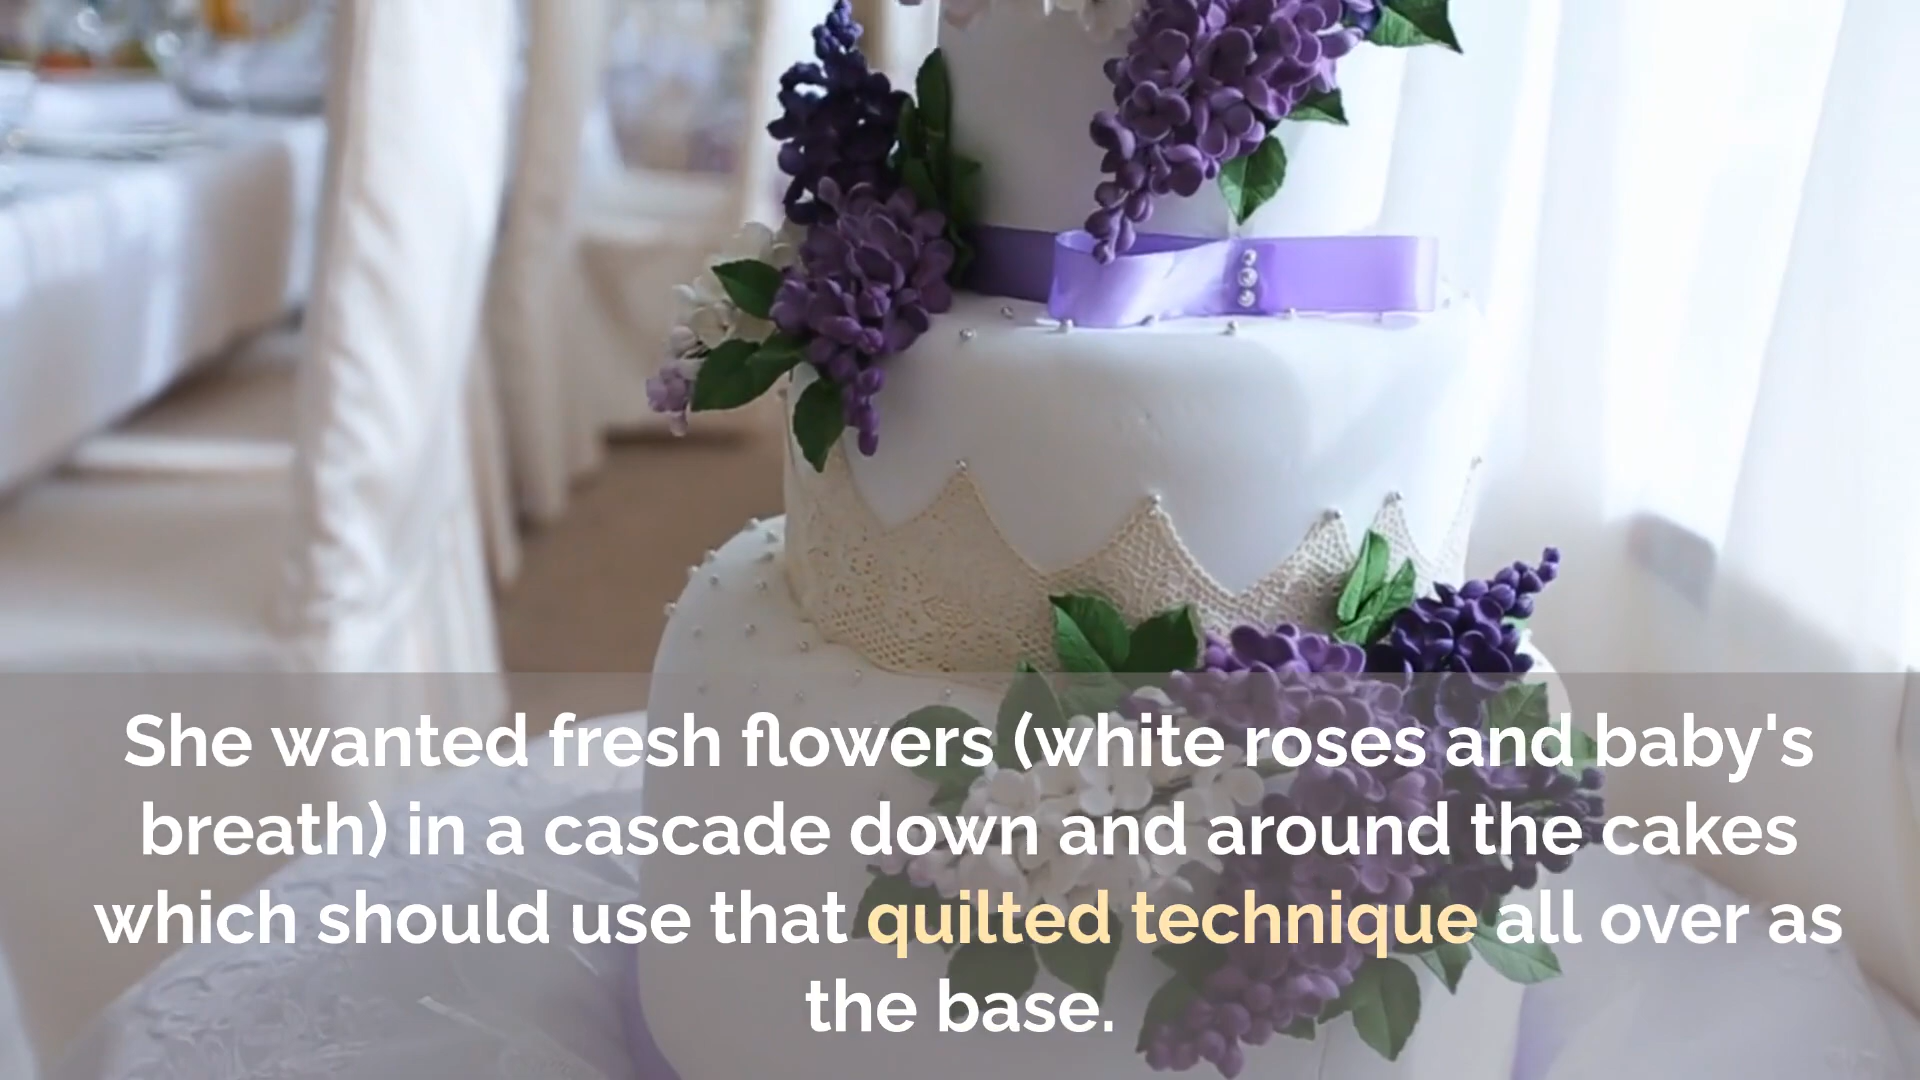 She wanted fresh flowers (white roses and baby's
breath) in a cascade down and around the cakes
which should use that quilted technique all over as
the base.